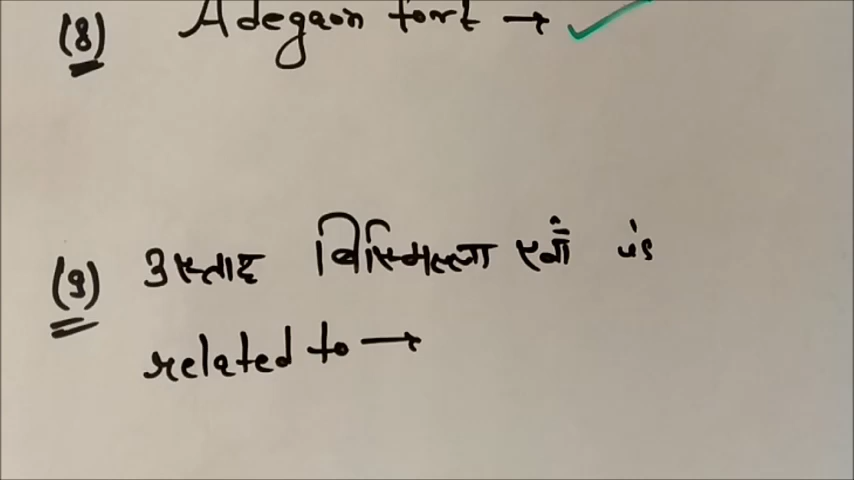 (8) Adegaon fort →
(9) उस्ताद बिस्मिल्ला खाँ is
related to →